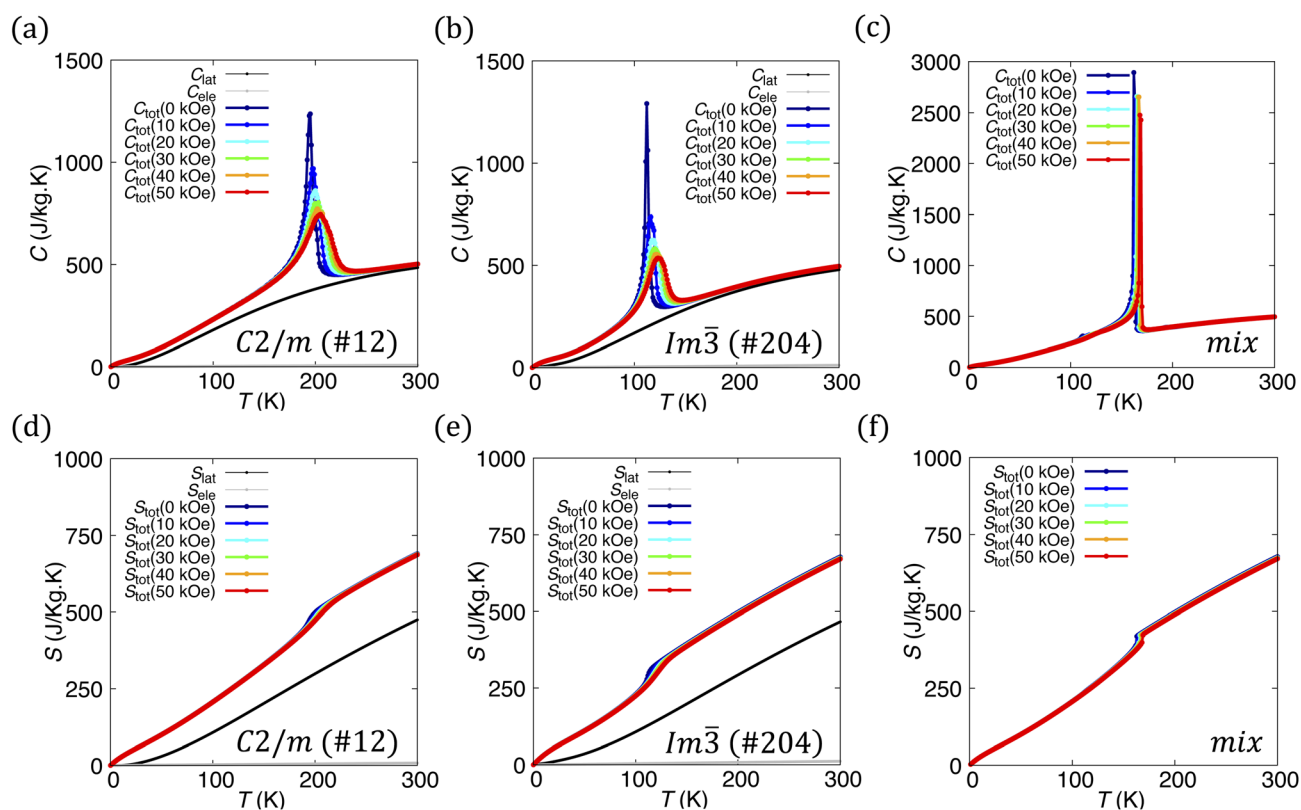 (a)
1500
1000
500
0
C (J/kg.K)
C_lat
C_ele
C_tot(0 kOe)
C_tot(10 kOe)
C_tot(20 kOe)
C_tot(30 kOe)
C_tot(40 kOe)
C_tot(50 kOe)
C2/m (#12)
0 100 200 300
T (K)
(b)
1500
1000
500
0
C (J/kg.K)
C_lat
C_ele
C_tot(0 kOe)
C_tot(10 kOe)
C_tot(20 kOe)
C_tot(30 kOe)
C_tot(40 kOe)
C_tot(50 kOe)
Im3̅ (#204)
0 100 200 300
T (K)
(c)
3000
2500
2000
1500
1000
500
0
C (J/kg.K)
C_tot(0 kOe)
C_tot(10 kOe)
C_tot(20 kOe)
C_tot(30 kOe)
C_tot(40 kOe)
C_tot(50 kOe)
mix
0 100 200 300
T (K)
(d)
1000
750
500
250
0
S (J/Kg.K)
S_lat
S_ele
S_tot(0 kOe)
S_tot(10 kOe)
S_tot(20 kOe)
S_tot(30 kOe)
S_tot(40 kOe)
S_tot(50 kOe)
C2/m (#12)
0 100 200 300
T (K)
(e)
1000
750
500
250
0
S (J/Kg.K)
S_lat
S_ele
S_tot(0 kOe)
S_tot(10 kOe)
S_tot(20 kOe)
S_tot(30 kOe)
S_tot(40 kOe)
S_tot(50 kOe)
Im3̅ (#204)
0 100 200 300
T (K)
(f)
1000
750
500
250
0
S (J/Kg.K)
S_tot(0 kOe)
S_tot(10 kOe)
S_tot(20 kOe)
S_tot(30 kOe)
S_tot(40 kOe)
S_tot(50 kOe)
mix
0 100 200 300
T (K)